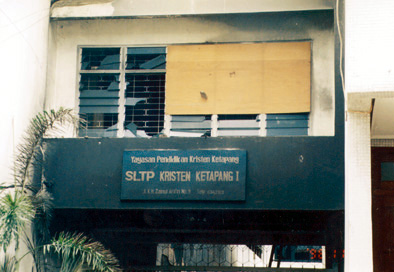 Yayasan Pendidikan Kristen Ketapang
SLTP KRISTEN KETAPANG I